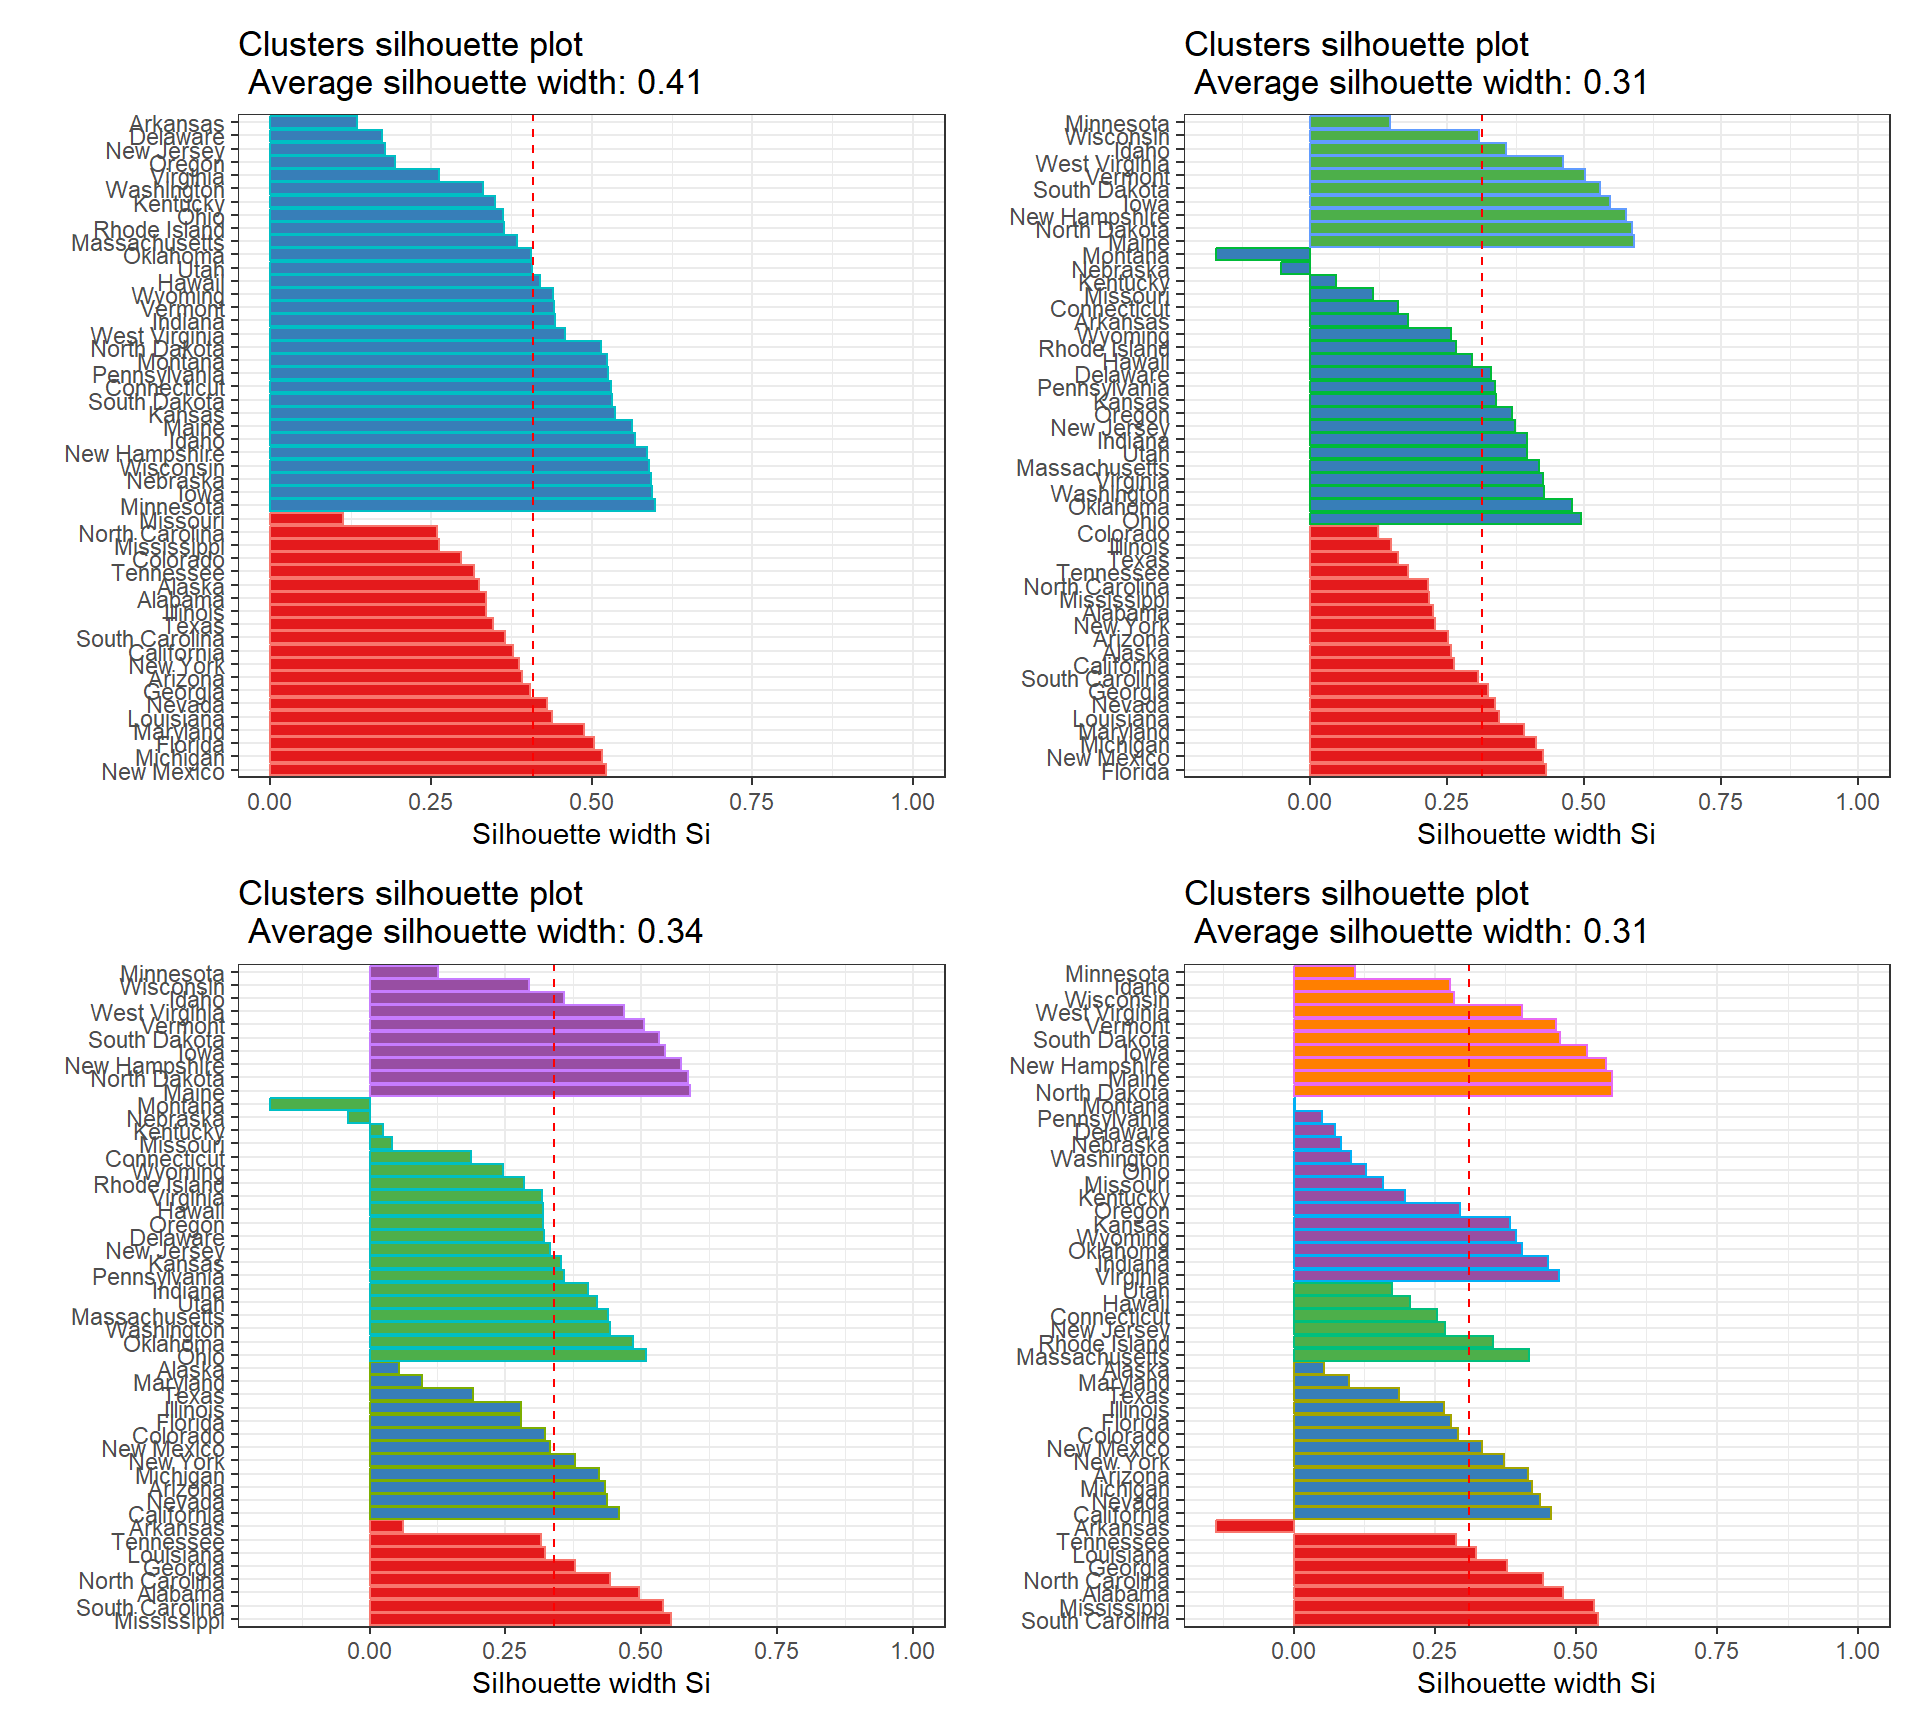 Clusters silhouette plot
Average silhouette width: 0.41
Arkansas
Delaware
New Jersey
Oregon
Virginia
Washington
Kentucky
Ohio
Rhode Island
Massachusetts
Oklahoma
Utah
Hawaii
Wyoming
Vermont
Indiana
West Virginia
North Dakota
Montana
Pennsylvania
Connecticut
South Dakota
Kansas
Maine
Idaho
New Hampshire
Wisconsin
Nebraska
Iowa
Minnesota
Missouri
North Carolina
Mississippi
Colorado
Tennessee
Alaska
Alabama
Illinois
Texas
South Carolina
California
New York
Arizona
Georgia
Nevada
Louisiana
Maryland
Florida
Michigan
New Mexico
0.00 0.25 0.50 0.75 1.00
Silhouette width Si
Clusters silhouette plot
Average silhouette width: 0.31
Minnesota
Wisconsin
Idaho
West Virginia
Vermont
South Dakota
Iowa
New Hampshire
North Dakota
Maine
Montana
Nebraska
Kentucky
Missouri
Connecticut
Arkansas
Wyoming
Rhode Island
Hawaii
Delaware
Pennsylvania
Kansas
Oregon
New Jersey
Indiana
Utah
Massachusetts
Virginia
Washington
Oklahoma
Ohio
Colorado
Illinois
Texas
Tennessee
North Carolina
Mississippi
Alabama
New York
Arizona
Alaska
California
South Carolina
Georgia
Nevada
Louisiana
Maryland
Michigan
New Mexico
Florida
0.00 0.25 0.50 0.75 1.00
Silhouette width Si
Clusters silhouette plot
Average silhouette width: 0.34
Minnesota
Wisconsin
Idaho
West Virginia
Vermont
South Dakota
Iowa
New Hampshire
North Dakota
Maine
Montana
Nebraska
Kentucky
Missouri
Connecticut
Wyoming
Rhode Island
Virginia
Hawaii
Oregon
Delaware
New Jersey
Kansas
Pennsylvania
Indiana
Utah
Massachusetts
Washington
Oklahoma
Ohio
Alaska
Maryland
Texas
Illinois
Florida
Colorado
New Mexico
New York
Michigan
Arizona
Nevada
California
Arkansas
Tennessee
Louisiana
Georgia
North Carolina
Alabama
South Carolina
Mississippi
0.00 0.25 0.50 0.75 1.00
Silhouette width Si
Clusters silhouette plot
Average silhouette width: 0.31
Minnesota
Idaho
Wisconsin
West Virginia
Vermont
South Dakota
Iowa
New Hampshire
Maine
North Dakota
Montana
Pennsylvania
Delaware
Nebraska
Washington
Ohio
Missouri
Kentucky
Oregon
Kansas
Wyoming
Oklahoma
Indiana
Virginia
Utah
Hawaii
Connecticut
New Jersey
Rhode Island
Massachusetts
Alaska
Maryland
Texas
Illinois
Florida
Colorado
New Mexico
New York
Arizona
Michigan
Nevada
California
Arkansas
Tennessee
Louisiana
Georgia
North Carolina
Alabama
Mississippi
South Carolina
0.00 0.25 0.50 0.75 1.00
Silhouette width Si